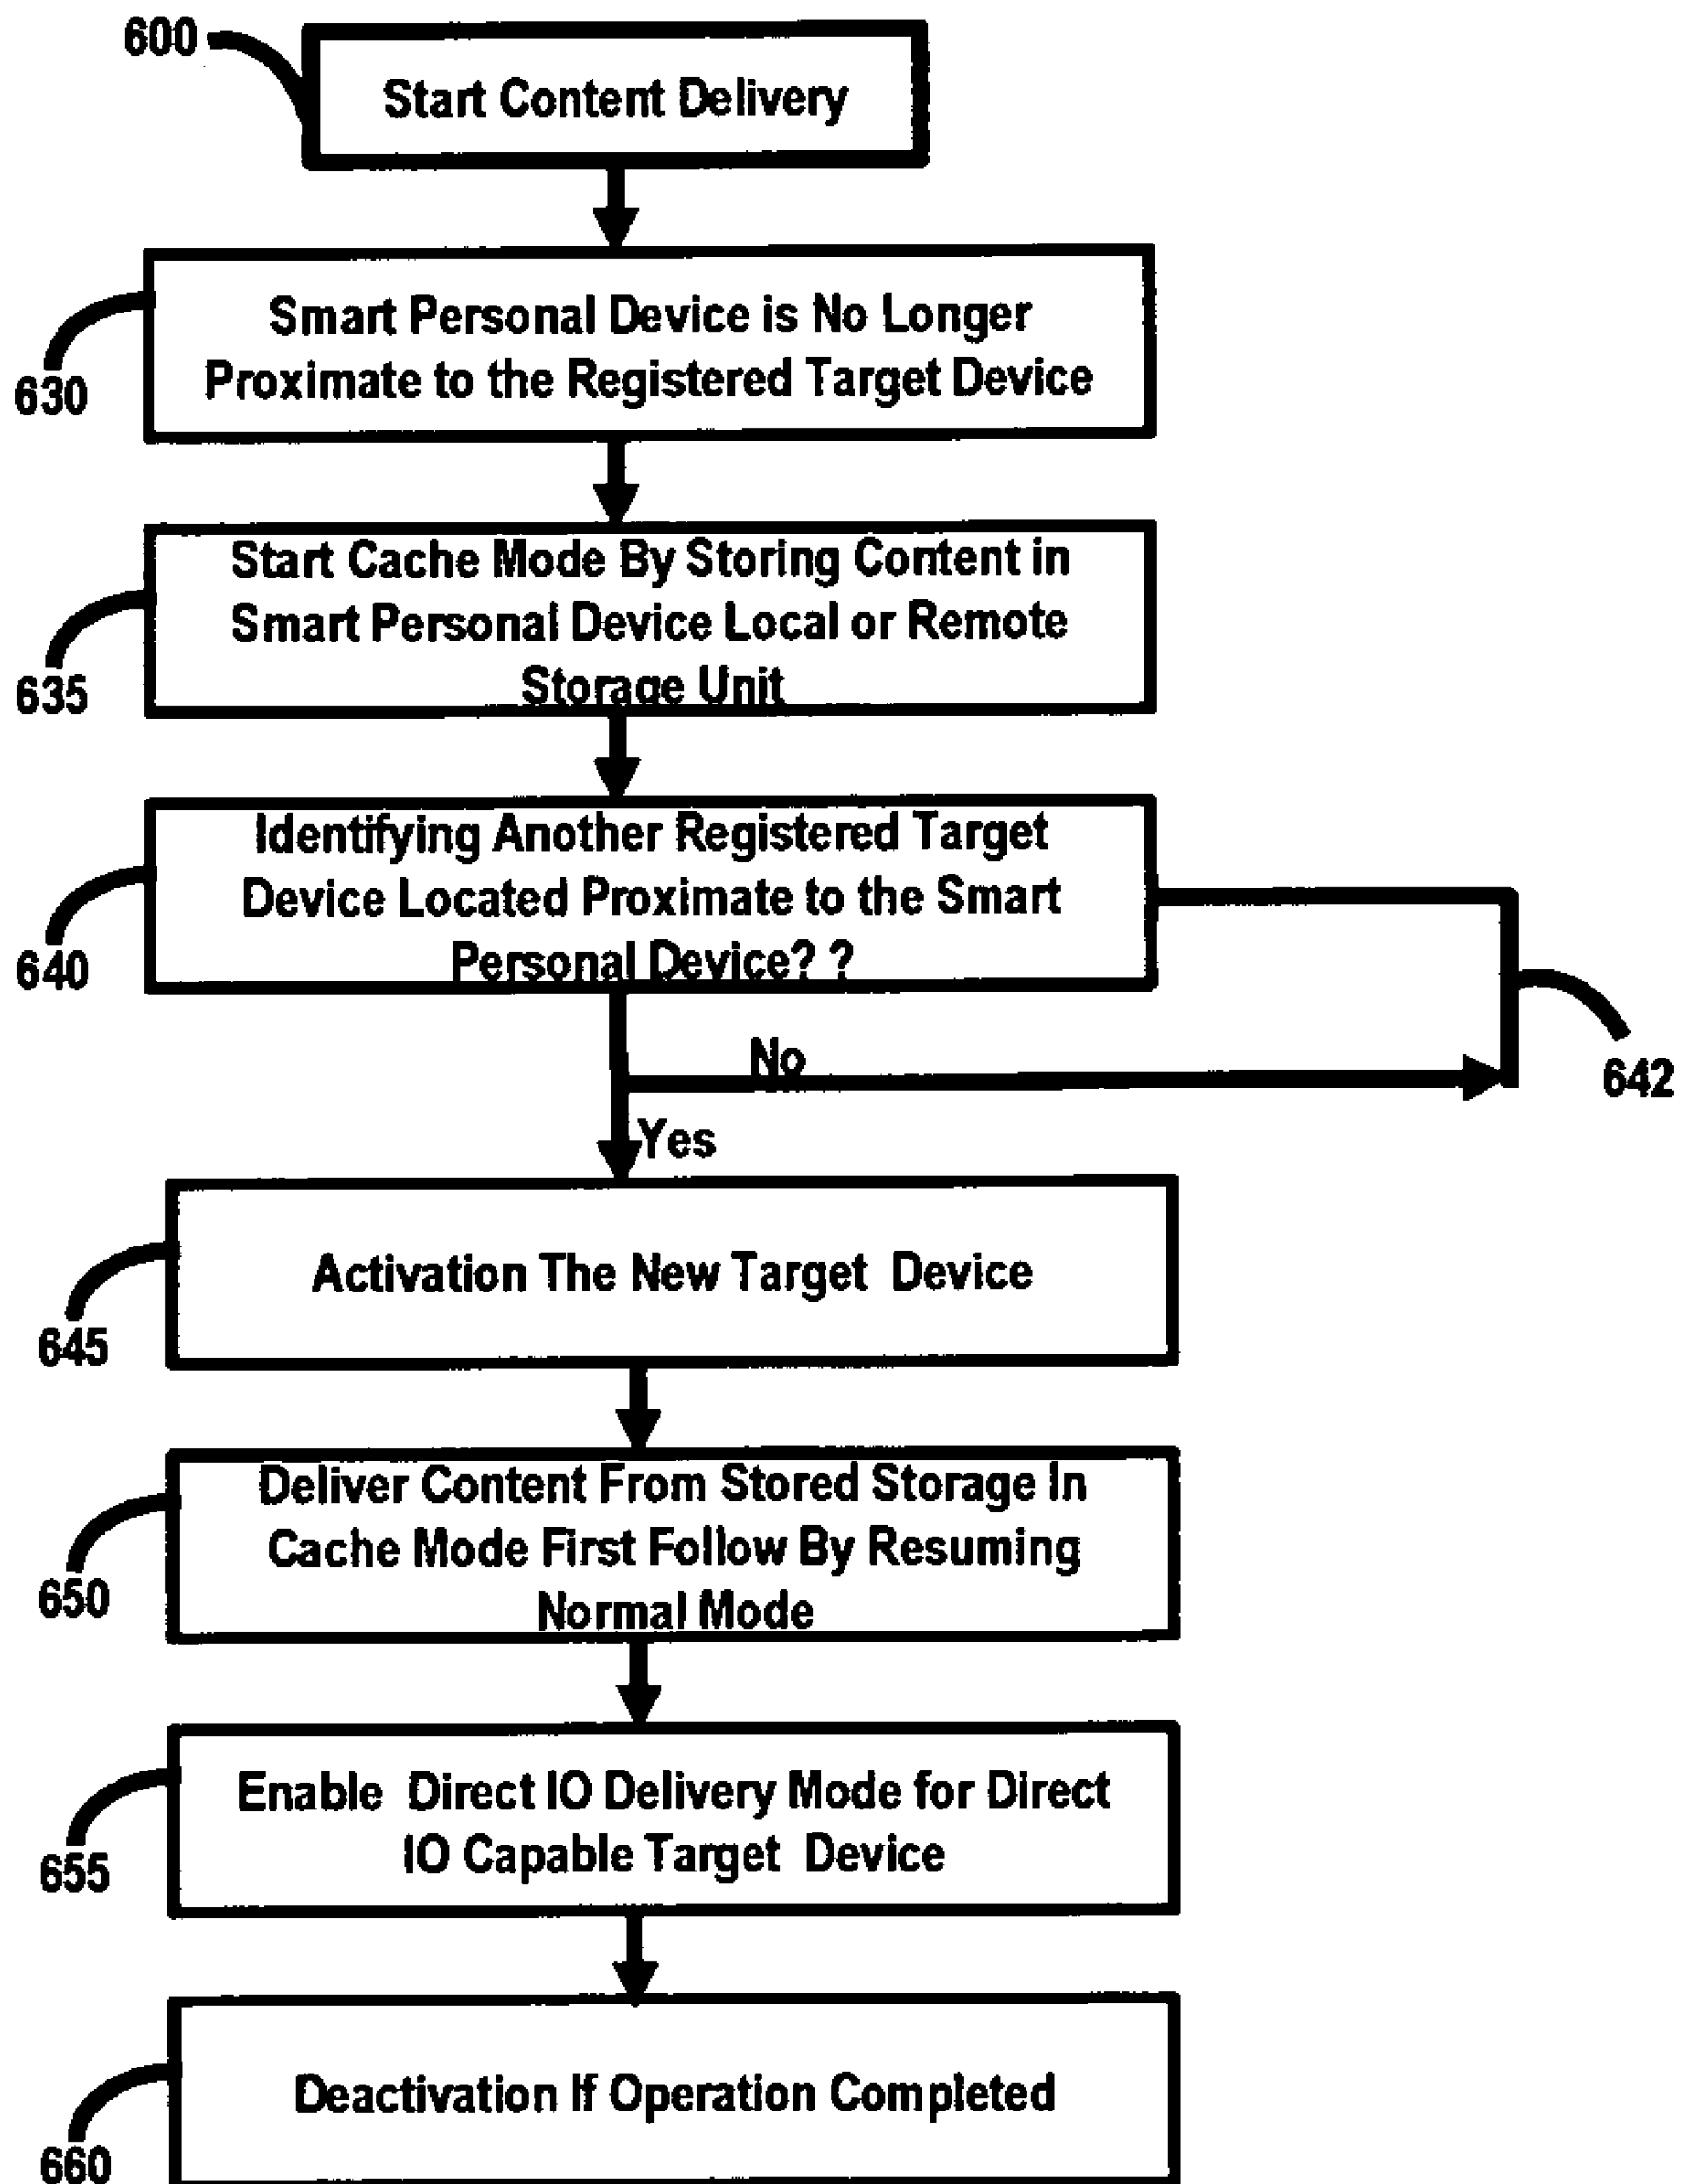 600
Start Content Delivery
Smart Personal Device is No Longer
Proximate to the Registered Target Device
630
Start Cache Mode By Storing Content in
Smart Personal Device Local or Remote
Storage Unit
635
Identifying Another Registered Target
Device Located Proximate to the Smart
Personal Device? ?
640
No
642
Yes
Activation The New Target Device
645
Deliver Content From Stored Storage In
Cache Mode First Follow By Resuming
Normal Mode
650
Enable Direct IO Delivery Mode for Direct
IO Capable Target Device
655
Deactivation If Operation Completed
660